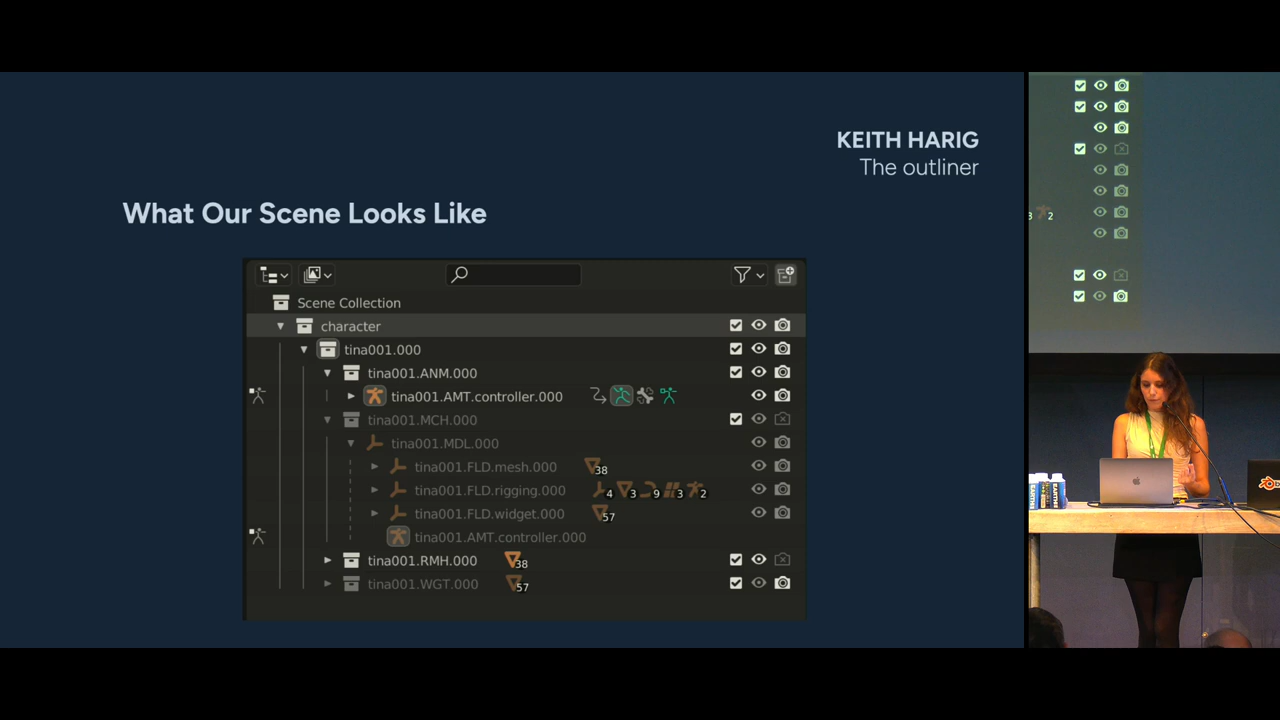 KEITH HARIG
The outliner
What Our Scene Looks Like
Scene Collection
character
tina001.000
tina001.ANM.000
tina001.AMT.controller.000
tina001.MCH.000
tina001.MDL.000
tina001.FLD.mesh.000 38
tina001.FLD.rigging.000 4 3 9 3 2
tina001.FLD.widget.000 57
tina001.AMT.controller.000
tina001.RMH.000 38
tina001.WGT.000 57
3 2
EARTH